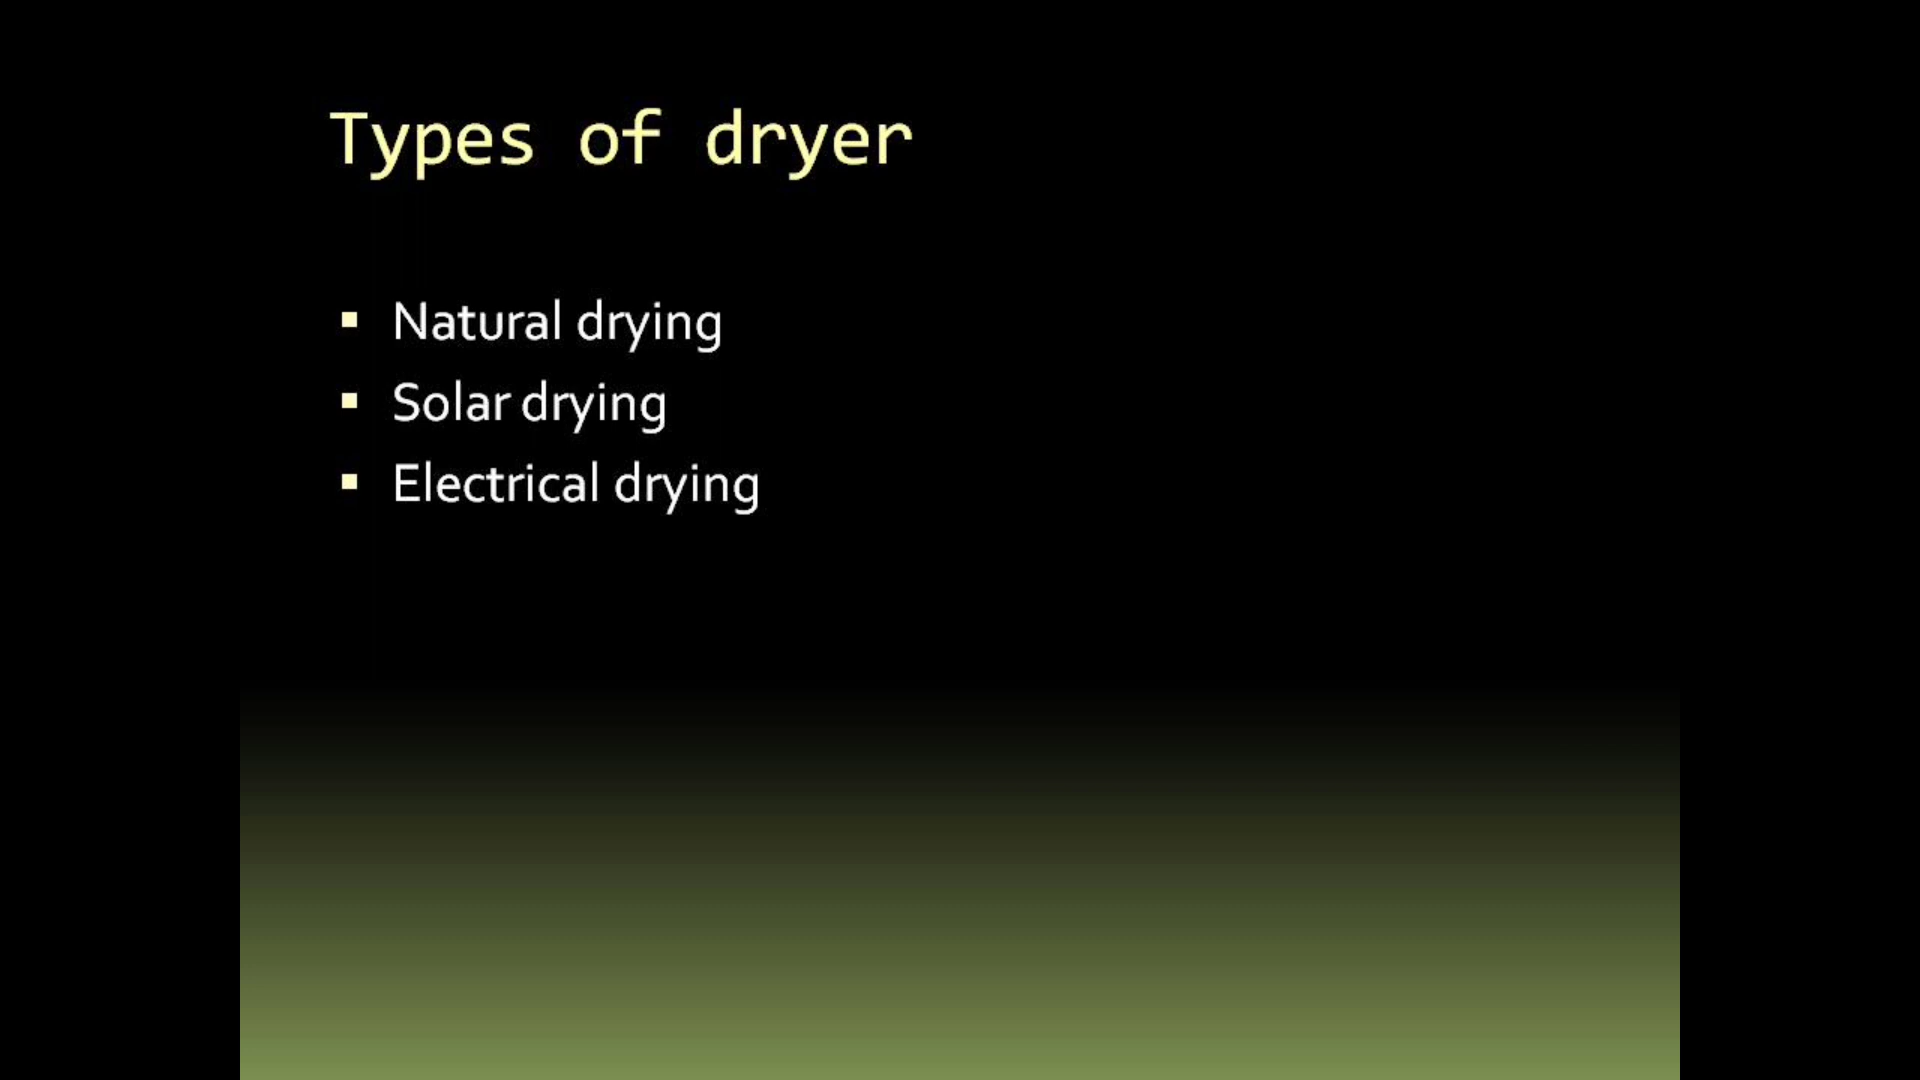 Types of dryer
▪ Natural drying
▪ Solar drying
▪ Electrical drying